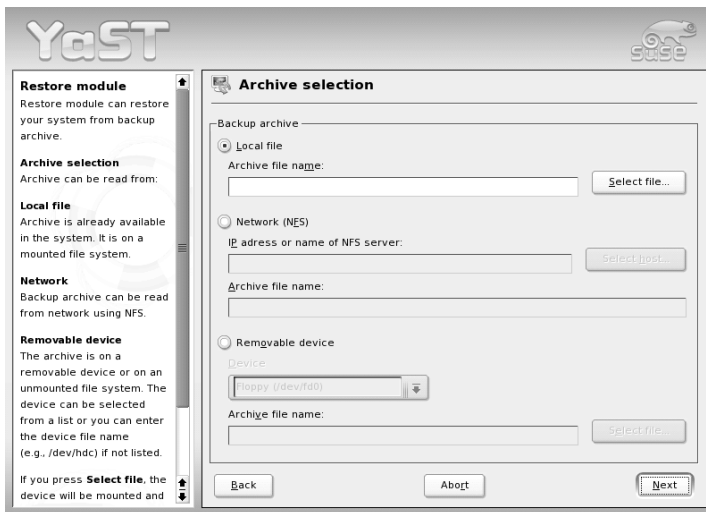 YaST
SUSE
Restore module
Restore module can restore
your system from backup
archive.
Archive selection
Archive can be read from:
Local file
Archive is already available
in the system. It is on a
mounted file system.
Network
Backup archive can be read
from network using NFS.
Removable device
The archive is on a
removable device or on an
unmounted file system. The
device can be selected
from a list or you can enter
the device file name
(e.g., /dev/hdc) if not listed.
If you press Select file, the
device will be mounted and
Archive selection
Backup archive
Local file
Archive file name:
Select file...
Network (NFS)
IP adress or name of NFS server:
Select host...
Archive file name:
Removable device
Device:
Floppy (/dev/fd0)
Archive file name:
Select file...
Back
Abort
Next